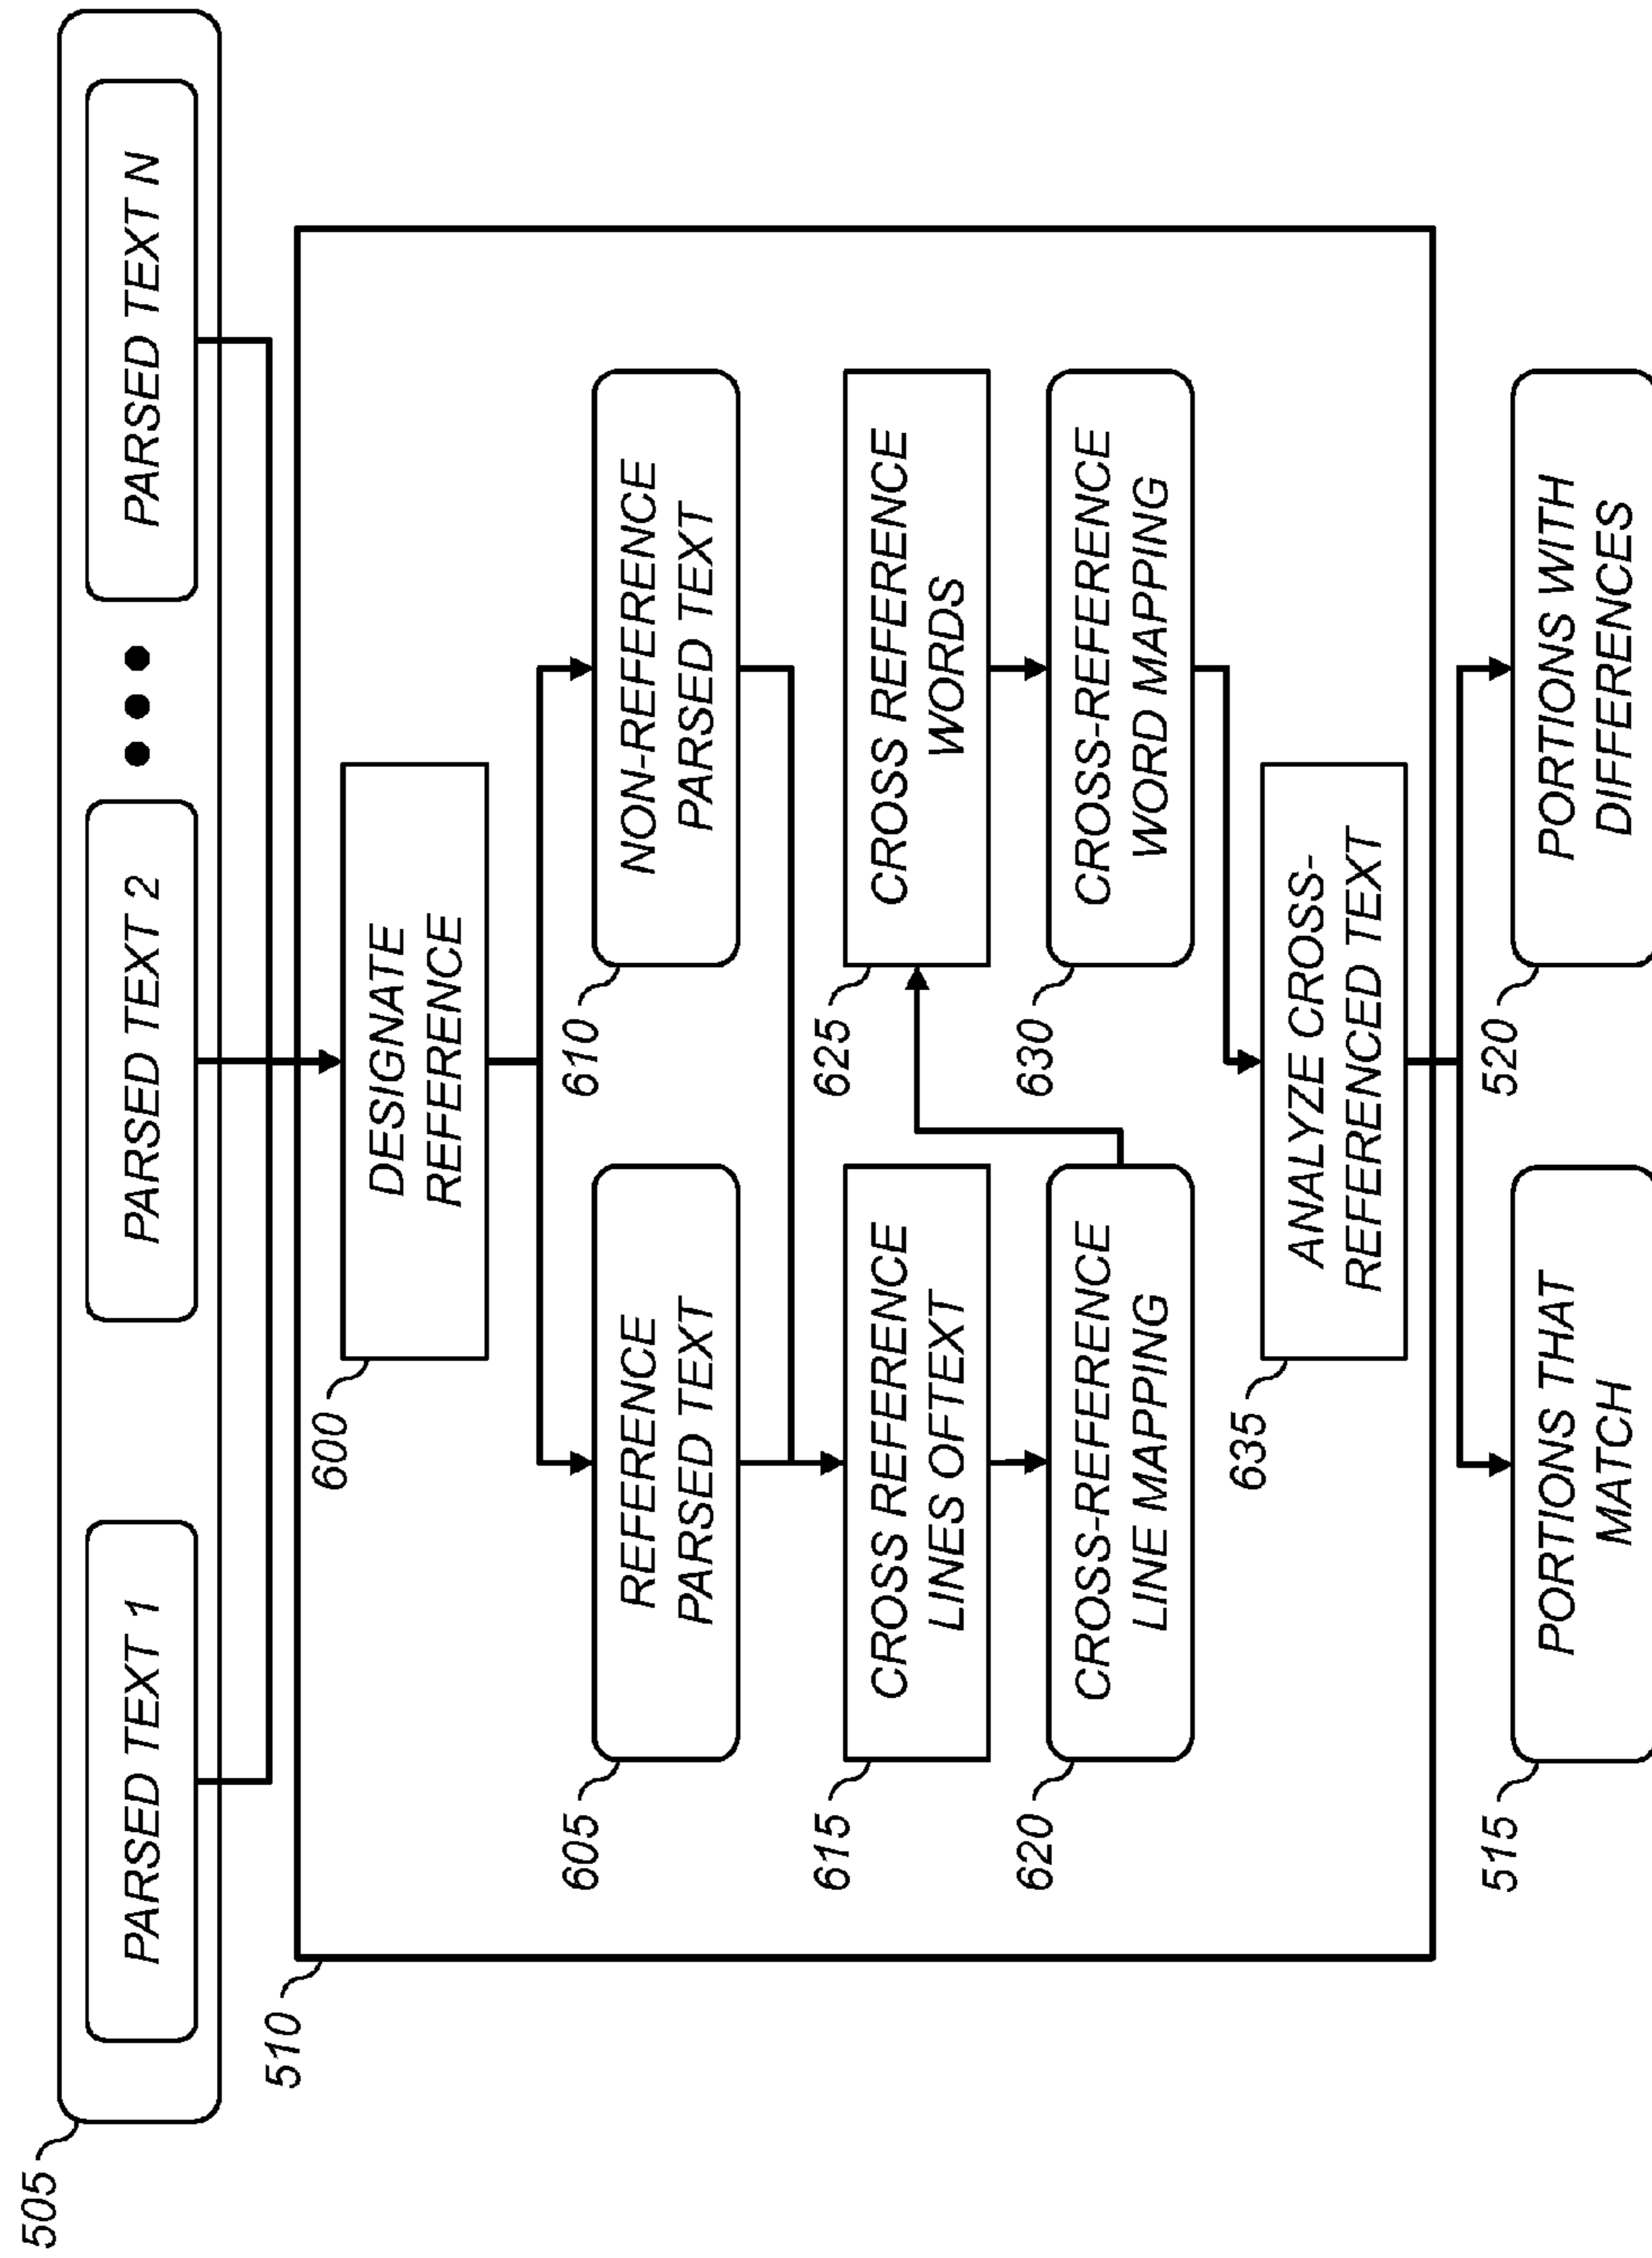 505
PARSED TEXT 1
PARSED TEXT 2
PARSED TEXT N
510
600
DESIGNATE
REFERENCE
605
REFERENCE
PARSED TEXT
610
NON-REFERENCE
PARSED TEXT
615
CROSS REFERENCE
LINES OFTEXT
625
CROSS REFERENCE
WORDS
620
CROSS-REFERENCE
LINE MAPPING
630
CROSS-REFERENCE
WORD MAPPING
635
ANALYZE CROSS-
REFERENCED TEXT
515
PORTIONS THAT
MATCH
520
PORTIONS WITH
DIFFERENCES